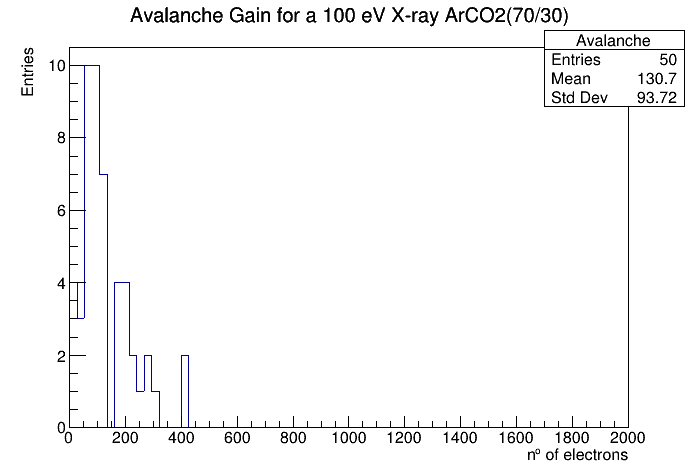 Avalanche Gain for a 100 eV X-ray ArCO2(70/30)
Avalanche
Entries 50
Mean 130.7
Std Dev 93.72
Entries
10
8
6
4
2
0
0 200 400 600 800 1000 1200 1400 1600 1800 2000
nº of electrons